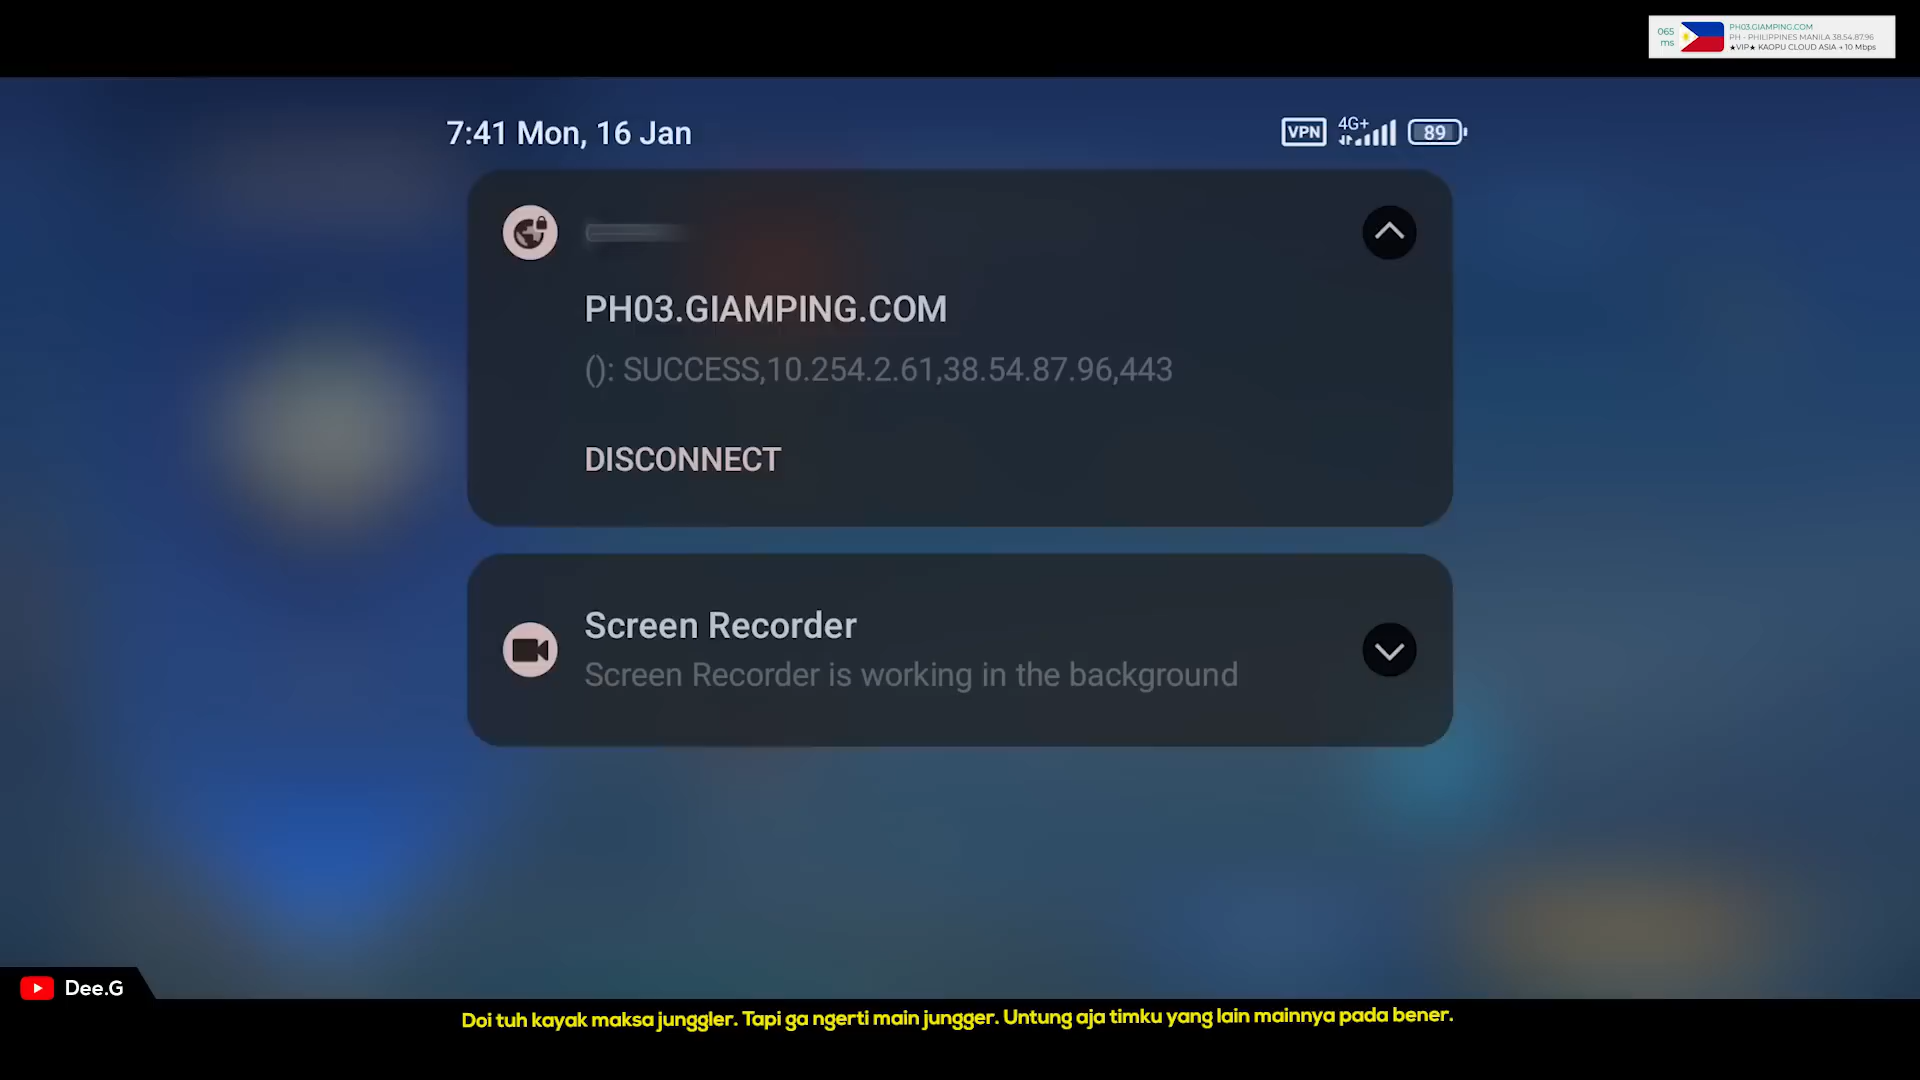 065
ms
PH03.GIAMPING.COM
PH - PHILIPPINES MANILA 38.54.87.96
★VIP★ KAOPU CLOUD ASIA + 10 Mbps
7:41 Mon, 16 Jan
VPN
4G+
89
PH03.GIAMPING.COM
(): SUCCESS,10.254.2.61,38.54.87.96,443
DISCONNECT
Screen Recorder
Screen Recorder is working in the background
Dee.G
Doi tuh kayak maksa junggler. Tapi ga ngerti main jungger. Untung aja timku yang lain mainnya pada bener.